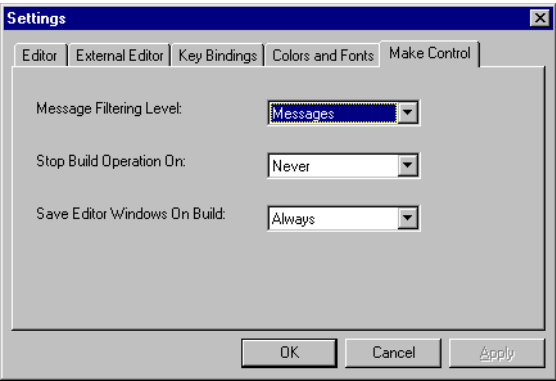 Settings
Editor External Editor Key Bindings Colors and Fonts Make Control
Message Filtering Level: Messages
Stop Build Operation On: Never
Save Editor Windows On Build: Always
OK Cancel Apply